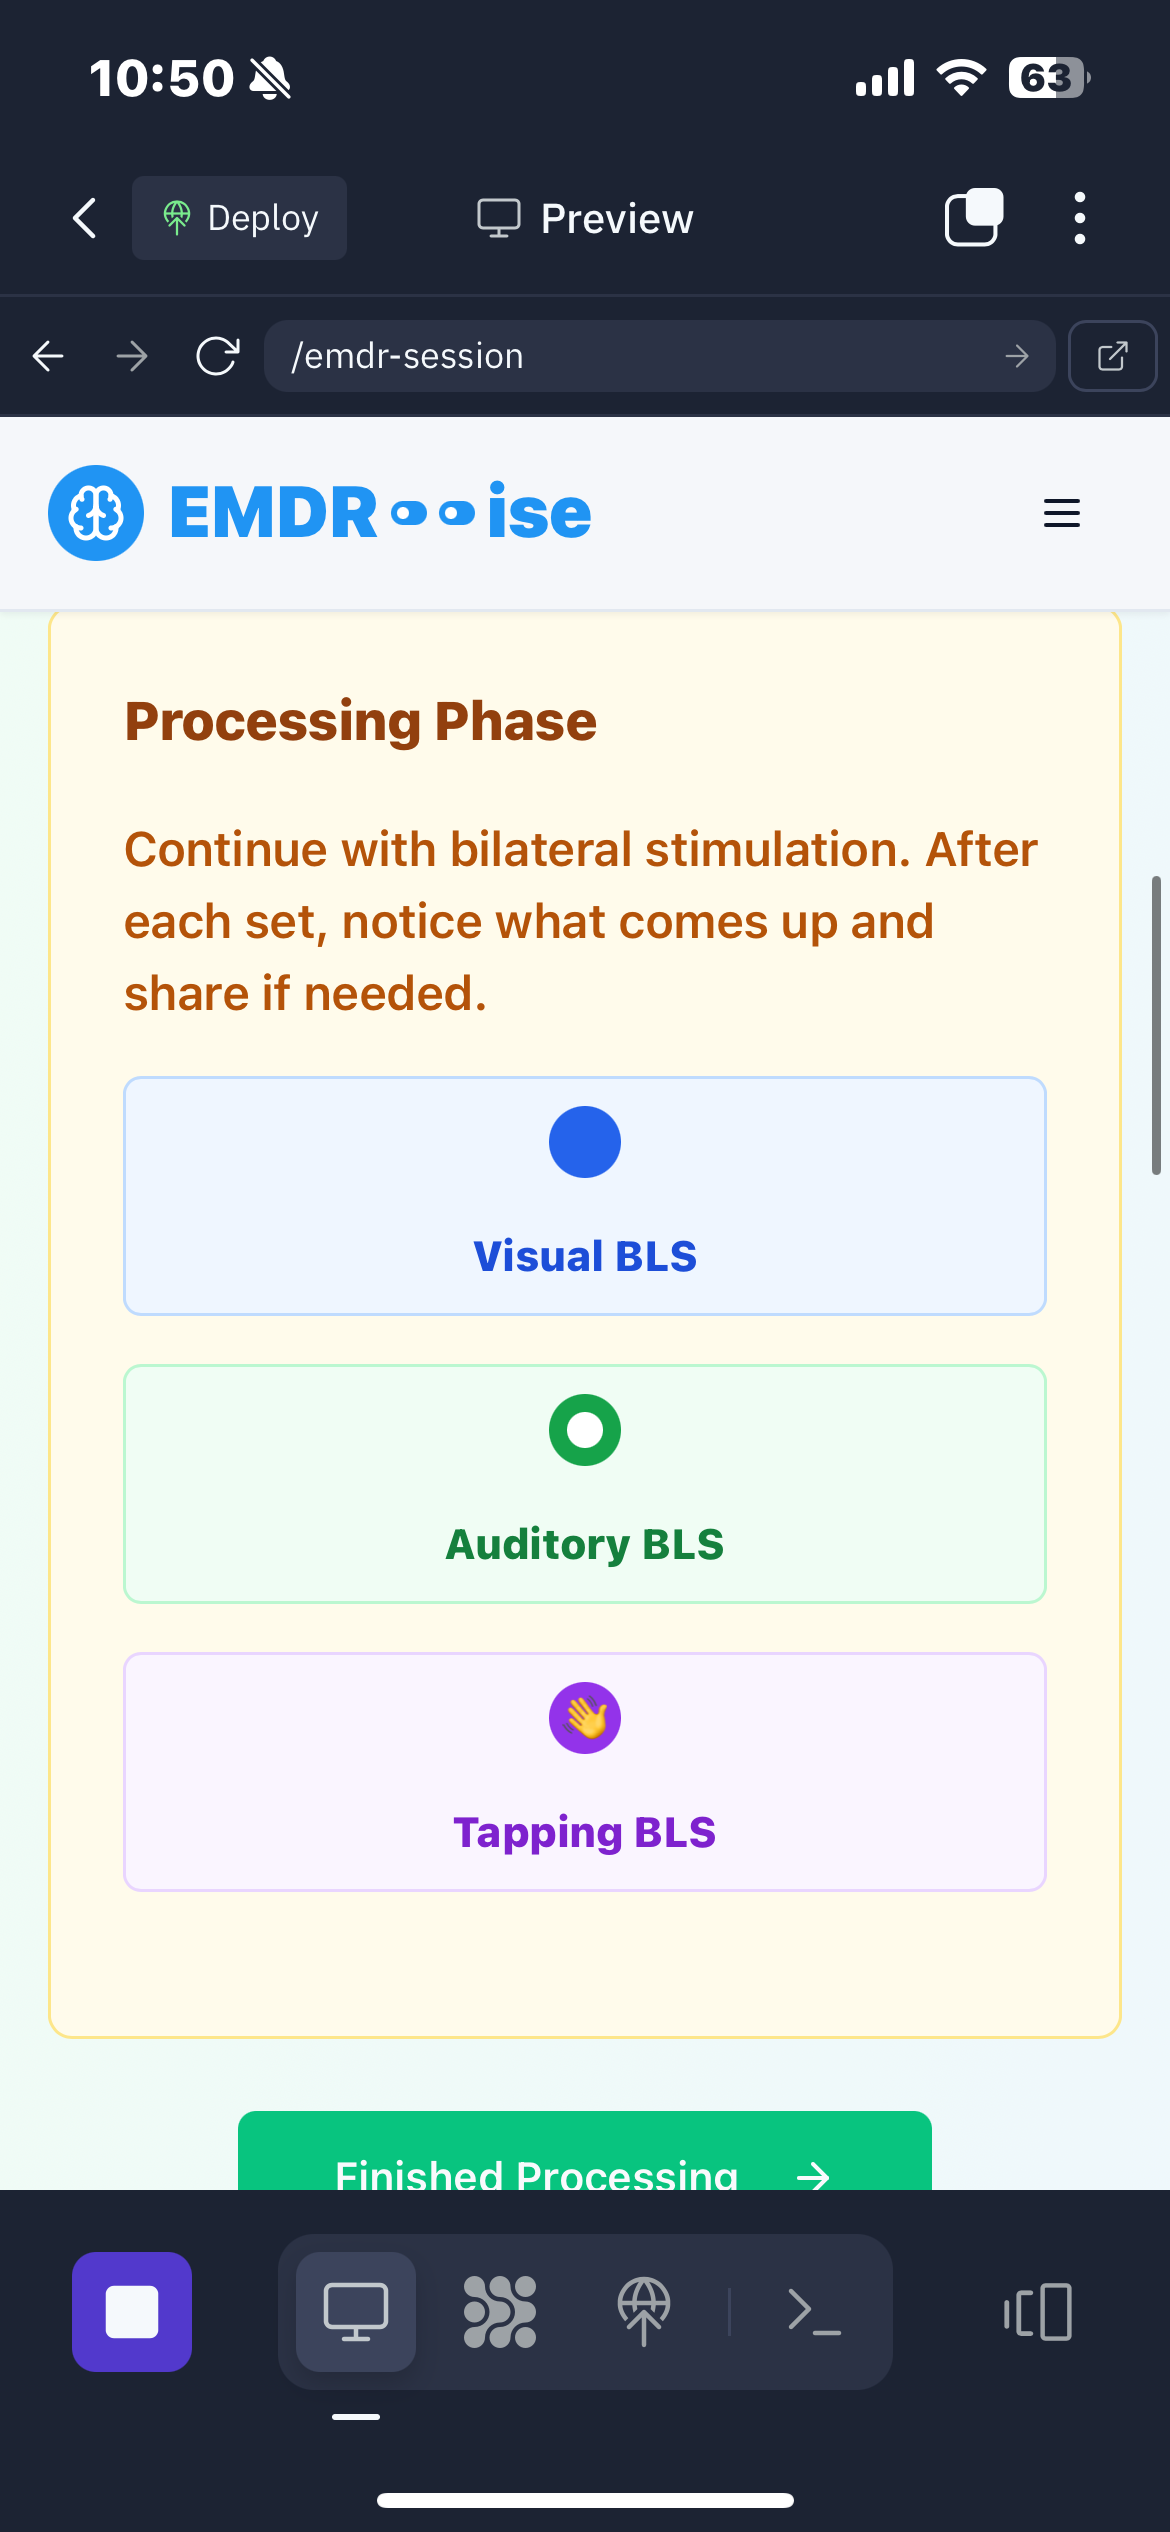 10:50
63
Deploy
Preview
/emdr-session
EMDR ise
Processing Phase
Continue with bilateral stimulation. After
each set, notice what comes up and
share if needed.
Visual BLS
Auditory BLS
Tapping BLS
Finished Processing